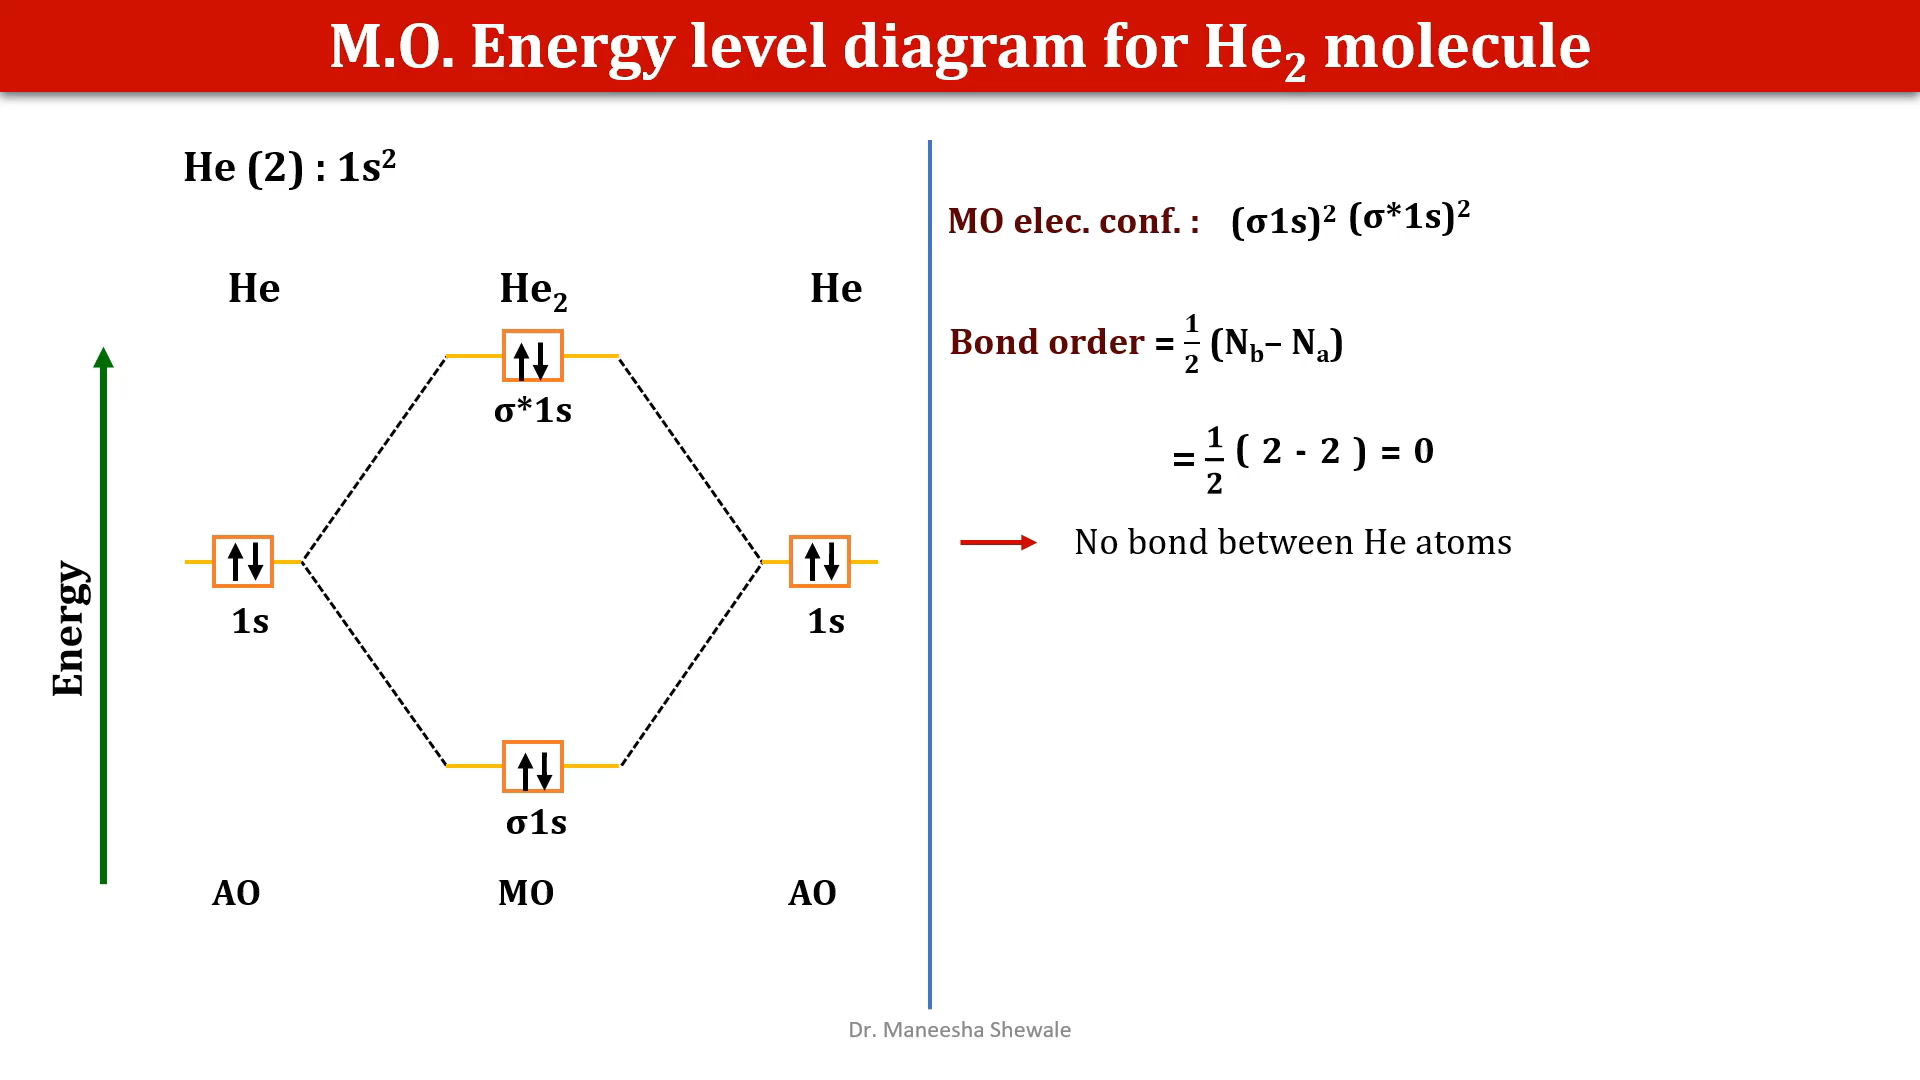 M.O. Energy level diagram for He₂ molecule
He (2) : 1s²
He He₂ He
σ*1s
1s 1s
σ1s
AO MO AO
Energy
MO elec. conf. : (σ1s)² (σ*1s)²
Bond order = 1/2 (N_b– N_a)
= 1/2 ( 2 - 2 ) = 0
No bond between He atoms
Dr. Maneesha Shewale